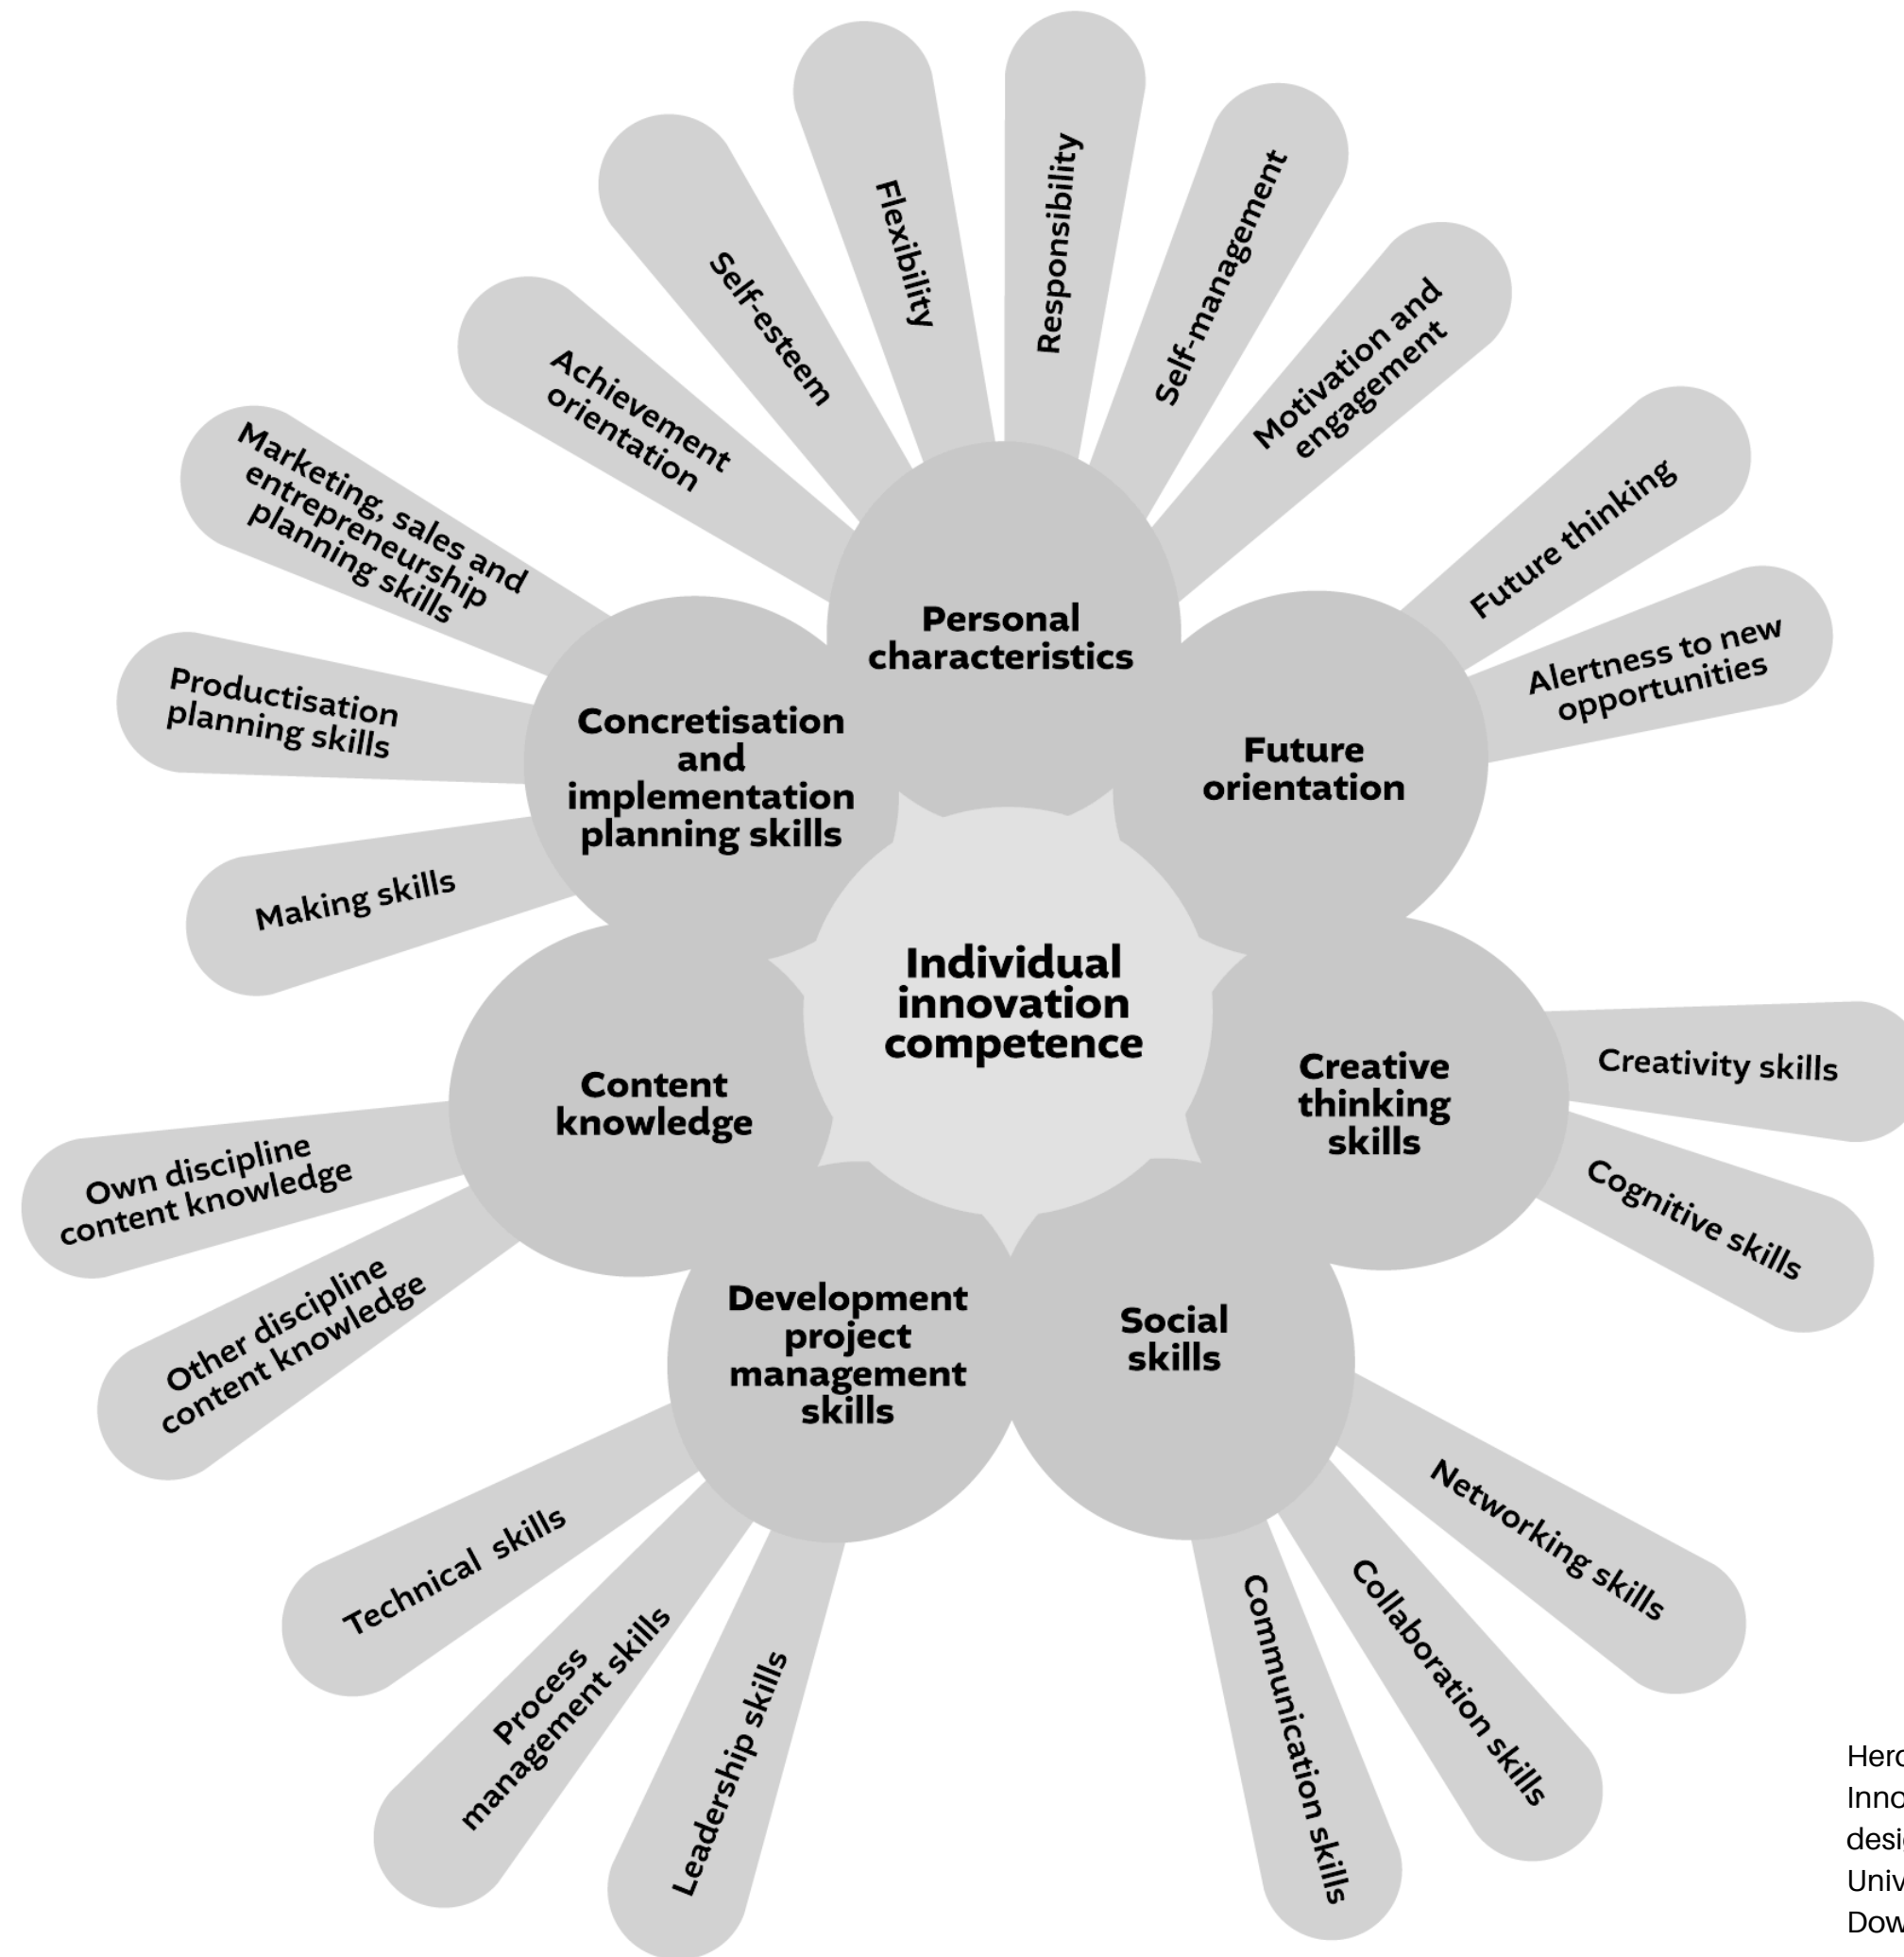 Individual
innovation
competence
Personal
characteristics
Achievement
orientation
Self-esteem
Flexibility
Responsibility
Self-management
Motivation and
engagement
Future
orientation
Future thinking
Alertness to new
opportunities
Creative
thinking
skills
Creativity skills
Cognitive skills
Social
skills
Networking skills
Collaboration skills
Communication skills
Development
project
management
skills
Leadership skills
Process
management skills
Technical skills
Content
knowledge
Other discipline
content knowledge
Own discipline
content knowledge
Concretisation
and
implementation
planning skills
Making skills
Productisation
planning skills
Marketing, sales and
entrepreneurship
planning skills